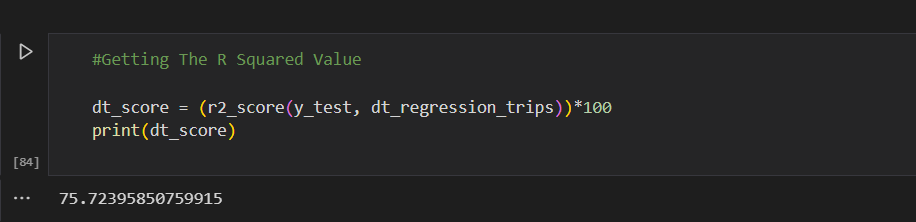 #Getting The R Squared Value
dt_score = (r2_score(y_test, dt_regression_trips))*100
print(dt_score)
[84]
... 75.72395850759915